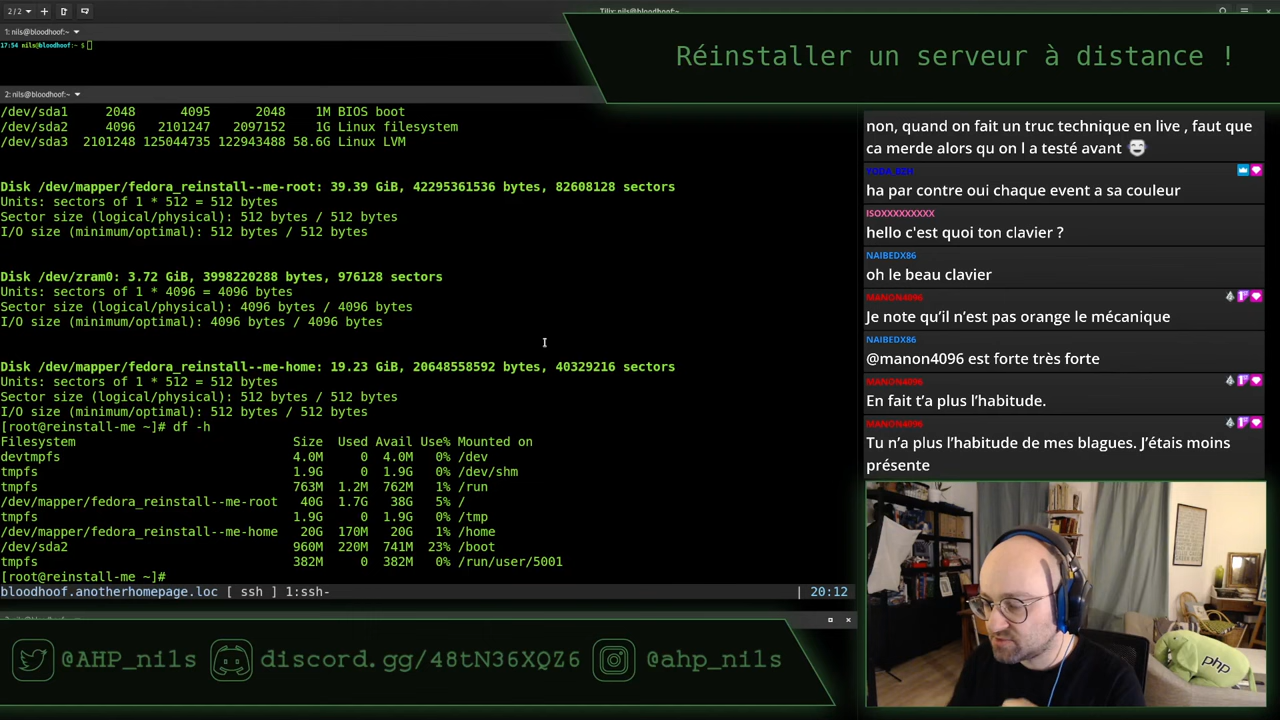 2 / 2
Tilix: nils@bloodhoof:~
1: nils@bloodhoof:~
17:54 nils@bloodhoof:~ $
Réinstaller un serveur à distance !
2: nils@bloodhoof:~
/dev/sda1 2048 4095 2048 1M BIOS boot
/dev/sda2 4096 2101247 2097152 1G Linux filesystem
/dev/sda3 2101248 125044735 122943488 58.6G Linux LVM
Disk /dev/mapper/fedora_reinstall--me-root: 39.39 GiB, 42295361536 bytes, 82608128 sectors
Units: sectors of 1 * 512 = 512 bytes
Sector size (logical/physical): 512 bytes / 512 bytes
I/O size (minimum/optimal): 512 bytes / 512 bytes
Disk /dev/zram0: 3.72 GiB, 3998220288 bytes, 976128 sectors
Units: sectors of 1 * 4096 = 4096 bytes
Sector size (logical/physical): 4096 bytes / 4096 bytes
I/O size (minimum/optimal): 4096 bytes / 4096 bytes
Disk /dev/mapper/fedora_reinstall--me-home: 19.23 GiB, 20648558592 bytes, 40329216 sectors
Units: sectors of 1 * 512 = 512 bytes
Sector size (logical/physical): 512 bytes / 512 bytes
I/O size (minimum/optimal): 512 bytes / 512 bytes
[root@reinstall-me ~]# df -h
Filesystem Size Used Avail Use% Mounted on
devtmpfs 4.0M 0 4.0M 0% /dev
tmpfs 1.9G 0 1.9G 0% /dev/shm
tmpfs 763M 1.2M 762M 1% /run
/dev/mapper/fedora_reinstall--me-root 40G 1.7G 38G 5% /
tmpfs 1.9G 0 1.9G 0% /tmp
/dev/mapper/fedora_reinstall--me-home 20G 170M 20G 1% /home
/dev/sda2 960M 220M 741M 23% /boot
tmpfs 382M 0 382M 0% /run/user/5001
[root@reinstall-me ~]#
bloodhoof.anotherhomepage.loc [ ssh ] 1:ssh- | 20:12
non, quand on fait un truc technique en live , faut que
ca merde alors qu on l a testé avant
YODA_BZH
ha par contre oui chaque event a sa couleur
ISOXXXXXXXXX
hello c'est quoi ton clavier ?
NAIBEDX86
oh le beau clavier
MANON4096
Je note qu’il n’est pas orange le mécanique
NAIBEDX86
@manon4096 est forte très forte
MANON4096
En fait t’a plus l’habitude.
MANON4096
Tu n’a plus l’habitude de mes blagues. J’étais moins
présente
php
@AHP_nils discord.gg/48tN36XQZ6 @ahp_nils